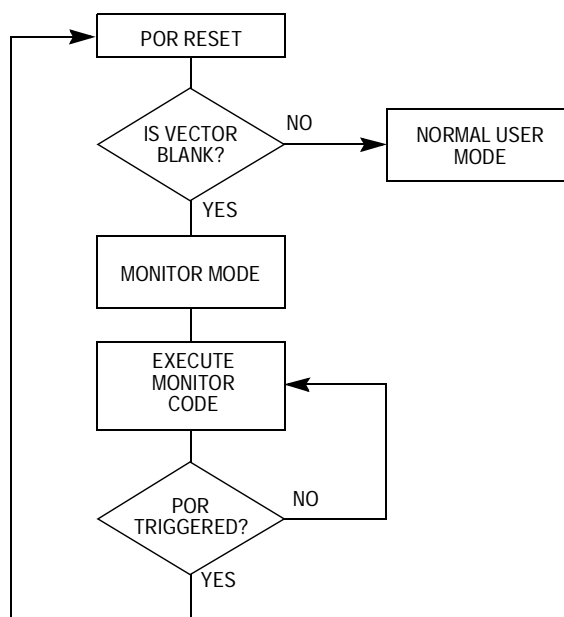 POR RESET
IS VECTOR
BLANK?
NO
NORMAL USER
MODE
YES
MONITOR MODE
EXECUTE
MONITOR
CODE
POR
TRIGGERED?
NO
YES